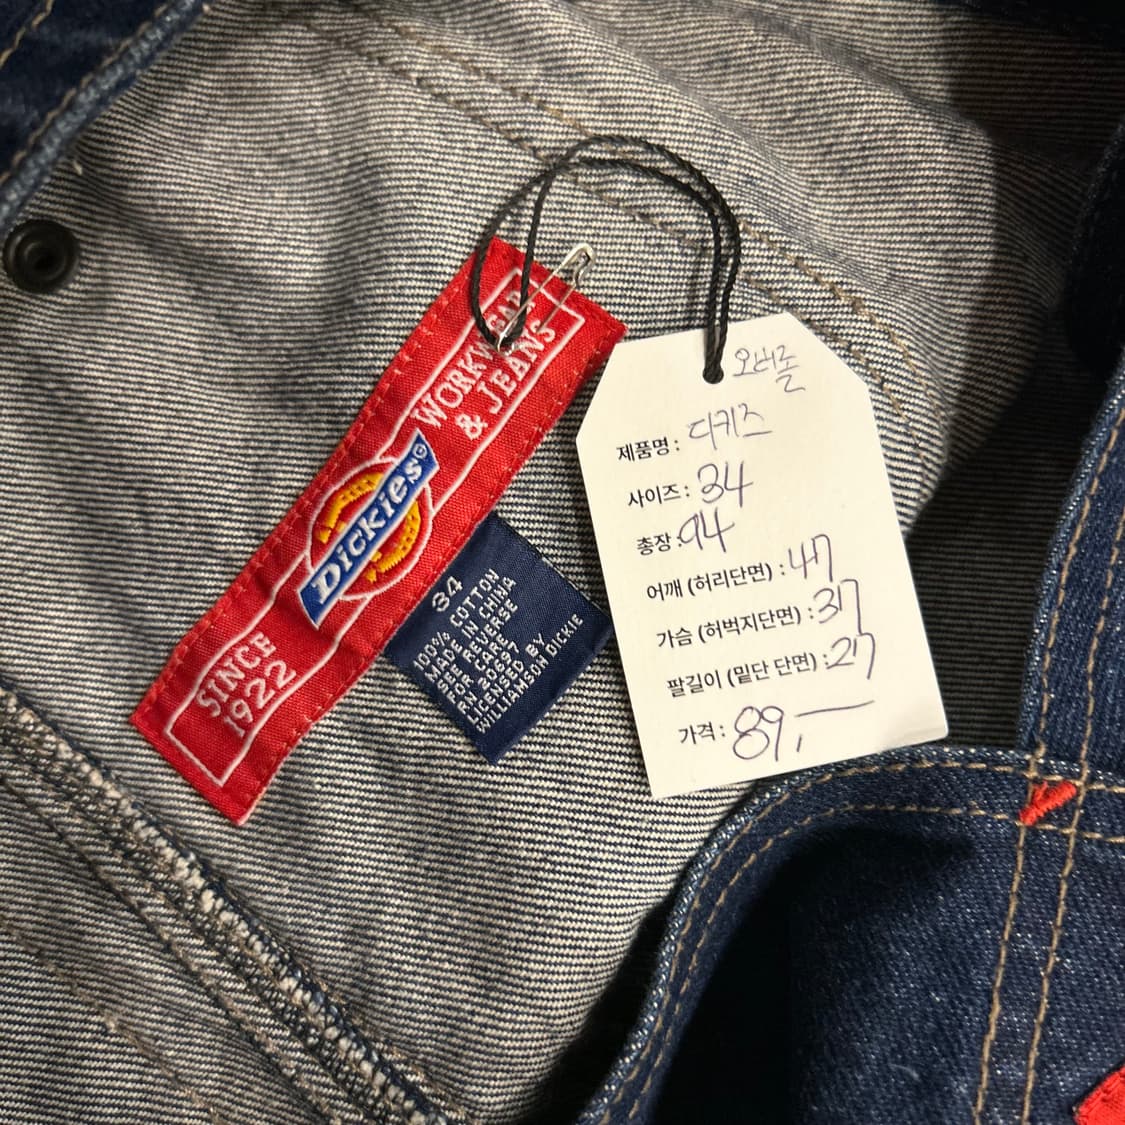 WORKWEAR
& JEANS
Dickies®
SINCE
1922
34
100% COTTON
MADE IN CHINA
SEE REVERSE
FOR CARE
RN 20697
LICENSED BY
WILLIAMSON DICKIE
오버롤
제품명: 디키즈
사이즈: 34
총장: 94
어깨 (허리단면) : 47
가슴 (허벅지단면) : 37
팔길이 (밑단 단면) : 27
가격: 89,—